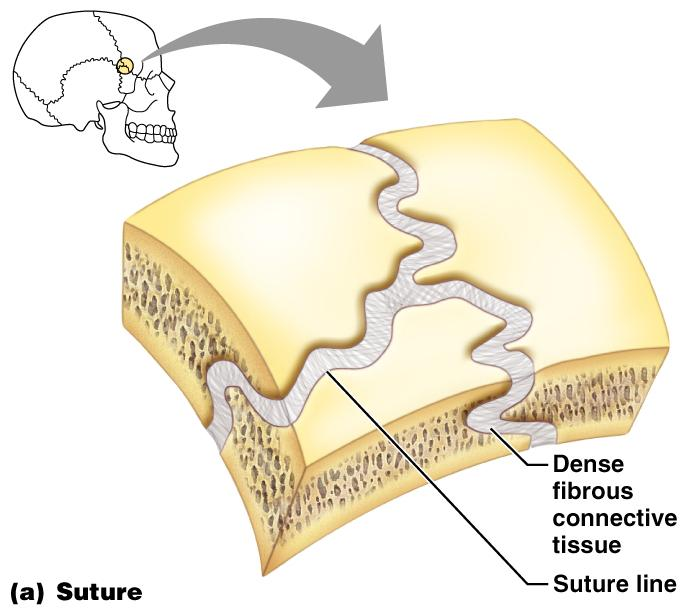 Dense
fibrous
connective
tissue
Suture line
(a) Suture